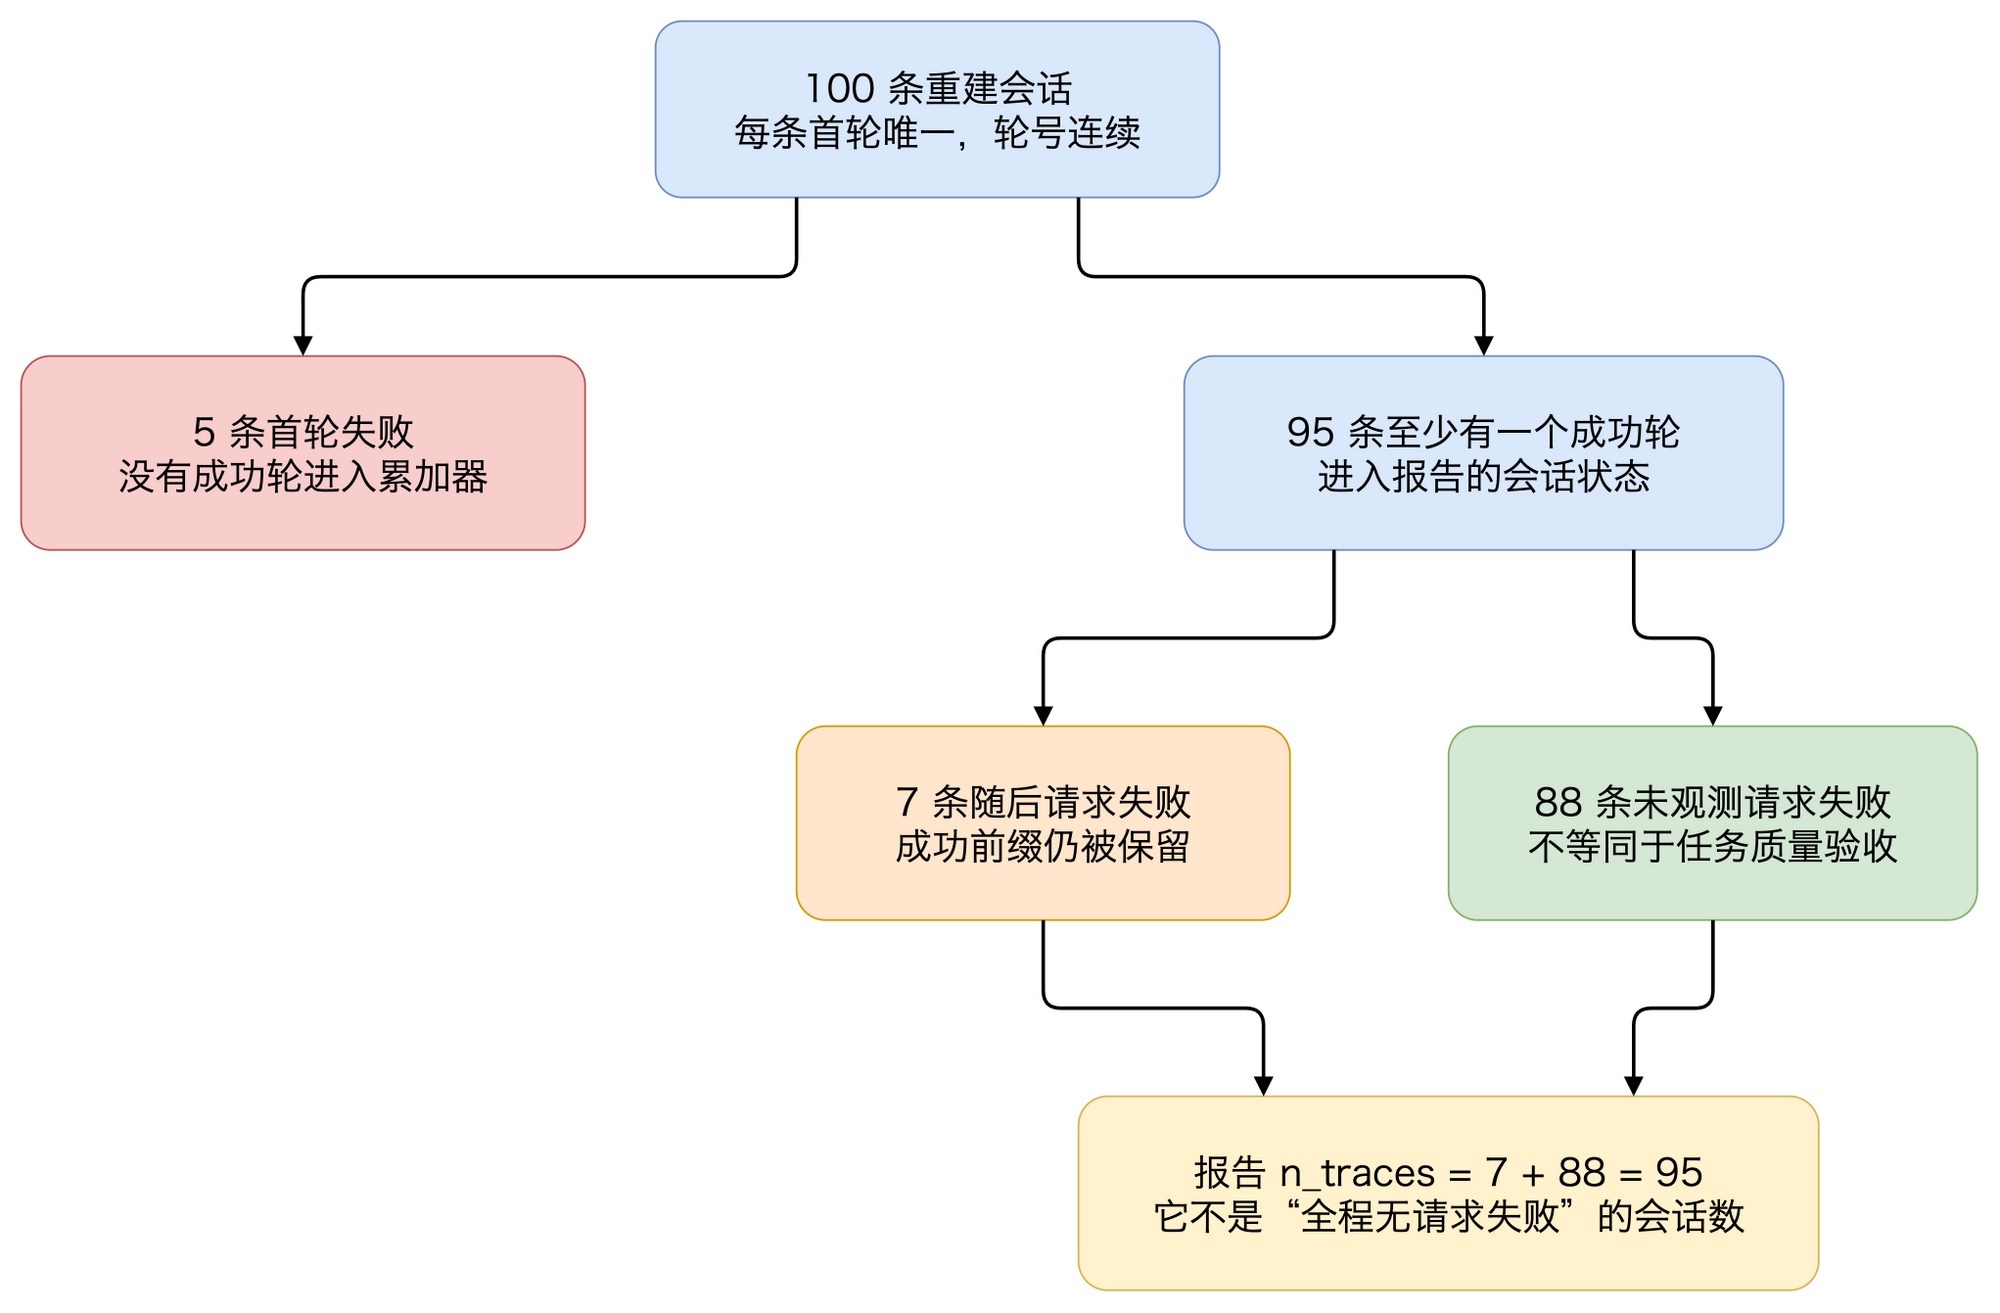 100 条重建会话
每条首轮唯一，轮号连续
5 条首轮失败
没有成功轮进入累加器
95 条至少有一个成功轮
进入报告的会话状态
7 条随后请求失败
成功前缀仍被保留
88 条未观测请求失败
不等同于任务质量验收
报告 n_traces = 7 + 88 = 95
它不是“全程无请求失败”的会话数